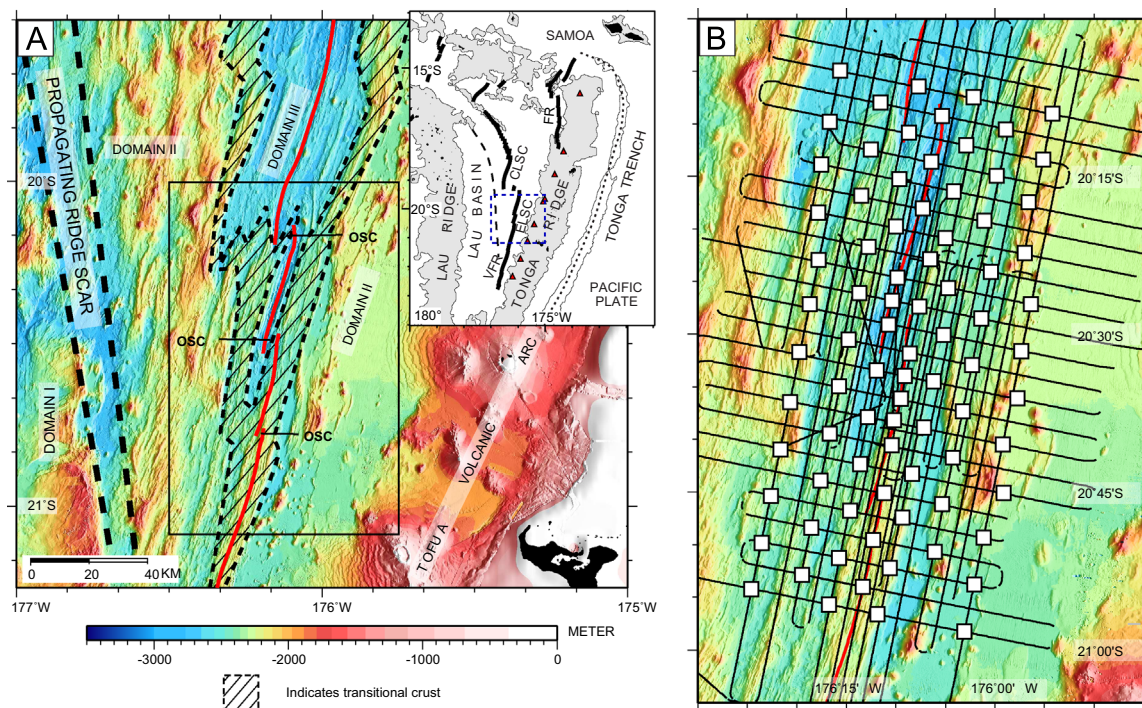 A
PROPAGATING RIDGE SCAR
DOMAIN II
DOMAIN III
20°S
OSC
OSC
DOMAIN II
DOMAIN I
OSC
21°S
TOFU A
VOLCANIC
ARC
0
20
40 KM
177°W
176°W
175°W
SAMOA
15°S
FR
CLSC
LAU BASIN
RIDGE
LAU
20°S
ELSC
VFR
RIDGE
TONGA
TONGA TRENCH
PACIFIC
PLATE
180°
175°W
B
20°15'S
20°30'S
20°45'S
21°00'S
176°15' W
176°00' W
-3000
-2000
-1000
0
METER
Indicates transitional crust